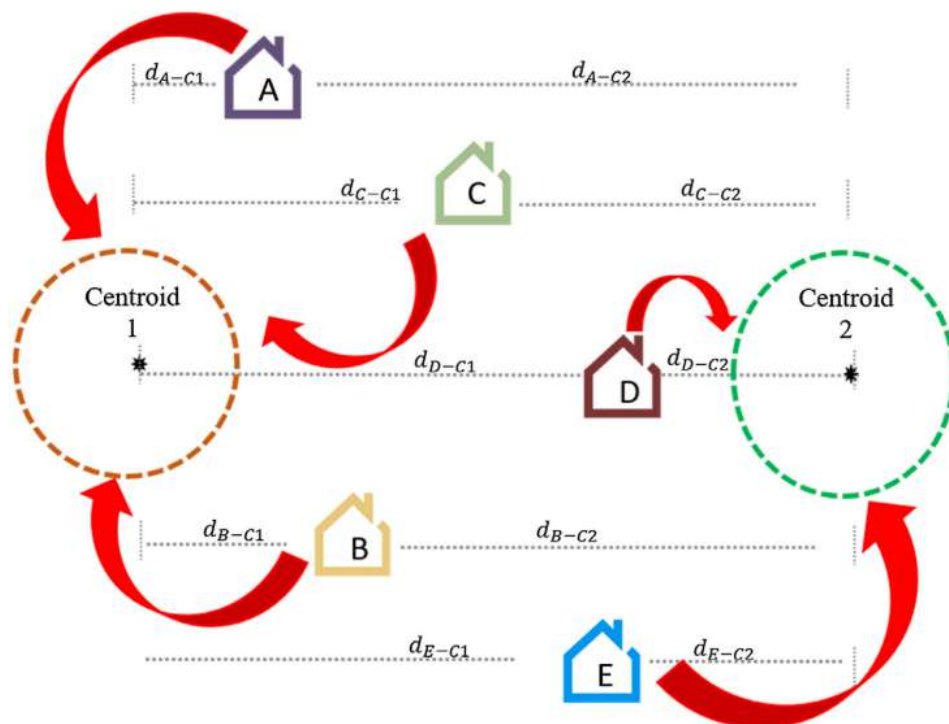 d_{A-C1}
A
d_{A-C2}
d_{C-C1}
C
d_{C-C2}
Centroid
1
Centroid
2
d_{D-C1}
D
d_{D-C2}
d_{B-C1}
B
d_{B-C2}
d_{E-C1}
E
d_{E-C2}